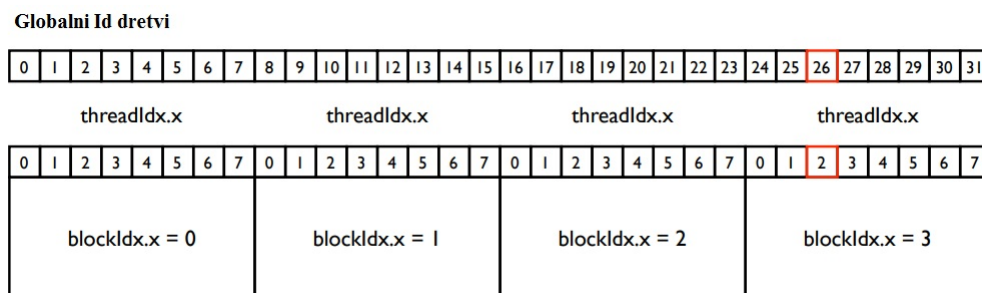 Globalni Id dretvi
0 1 2 3 4 5 6 7 8 9 10 11 12 13 14 15 16 17 18 19 20 21 22 23 24 25 26 27 28 29 30 31
threadIdx.x threadIdx.x threadIdx.x threadIdx.x
0 1 2 3 4 5 6 7 0 1 2 3 4 5 6 7 0 1 2 3 4 5 6 7 0 1 2 3 4 5 6 7
blockIdx.x = 0 blockIdx.x = 1 blockIdx.x = 2 blockIdx.x = 3